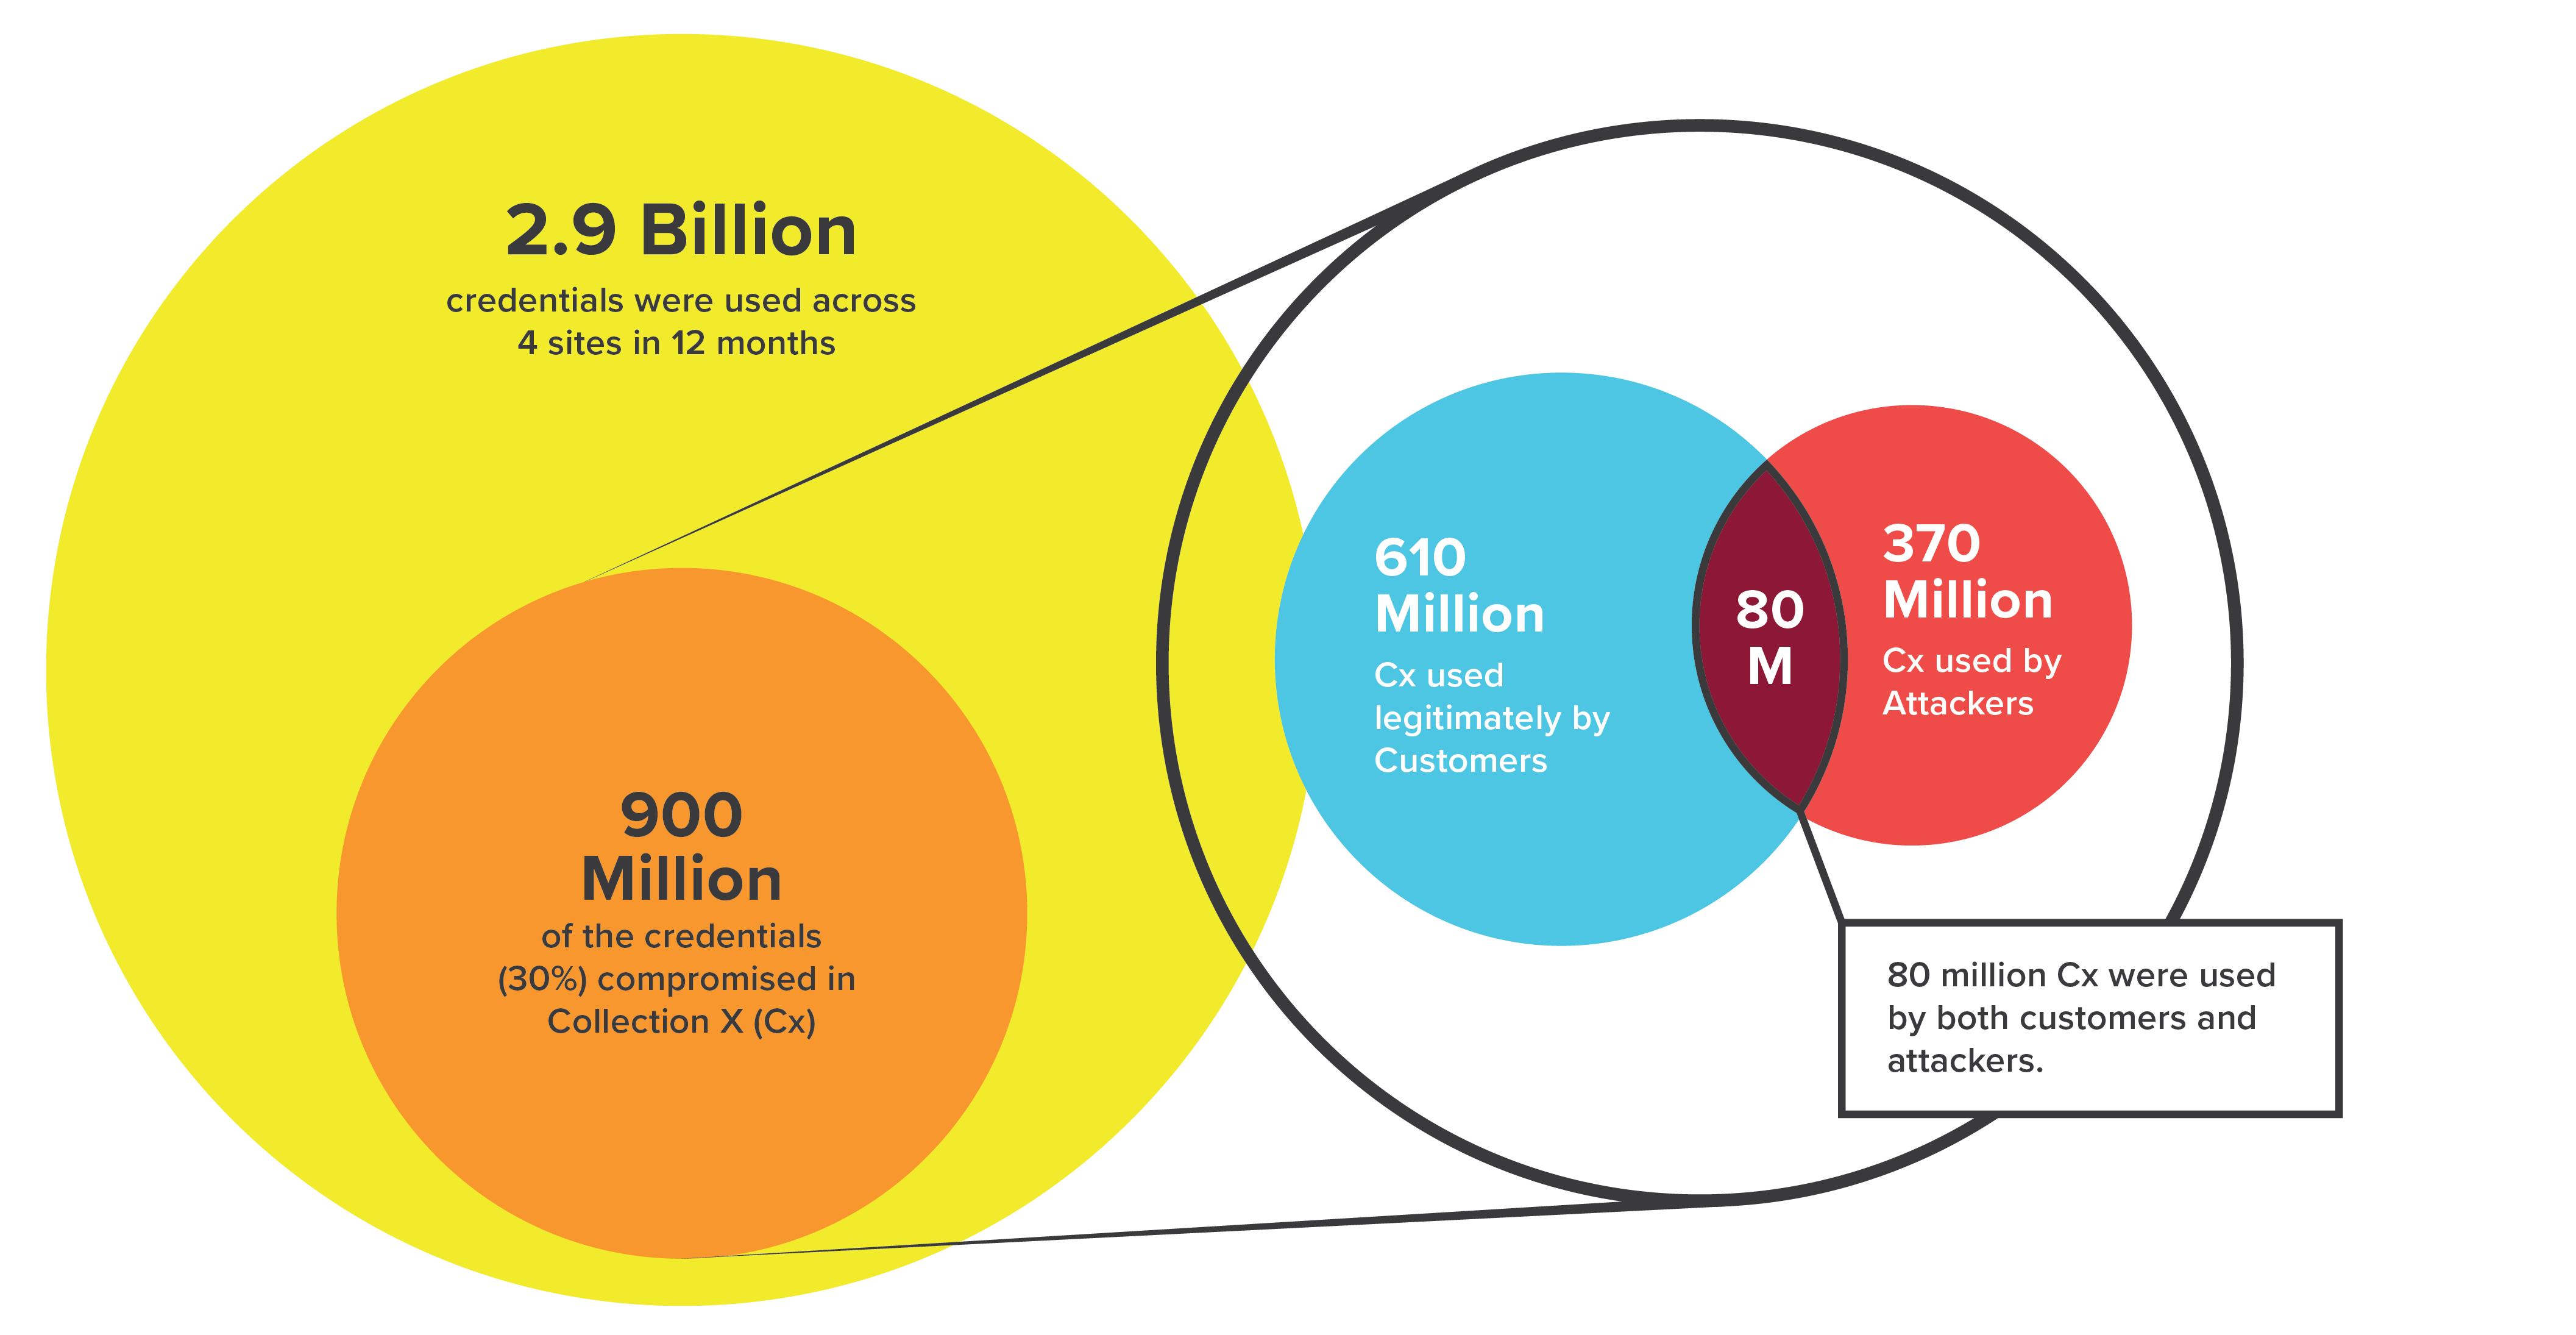 2.9 Billion
credentials were used across
4 sites in 12 months
900
Million
of the credentials
(30%) compromised in
Collection X (Cx)
610
Million
Cx used
legitimately by
Customers
80
M
370
Million
Cx used by
Attackers
80 million Cx were used
by both customers and
attackers.